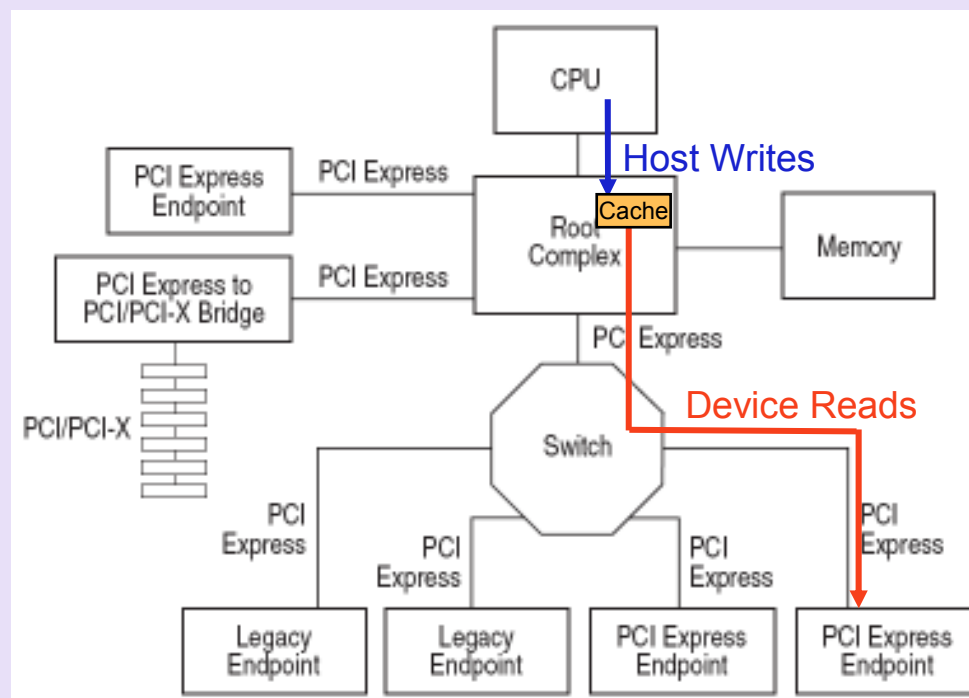 CPU
Host Writes
PCI Express
Endpoint
PCI Express
Cache
Root
Complex
Memory
PCI Express to
PCI/PCI-X Bridge
PCI Express
PCI Express
Device Reads
PCI/PCI-X
Switch
PCI
Express
PCI
Express
PCI
Express
PCI
Express
Legacy
Endpoint
Legacy
Endpoint
PCI Express
Endpoint
PCI Express
Endpoint